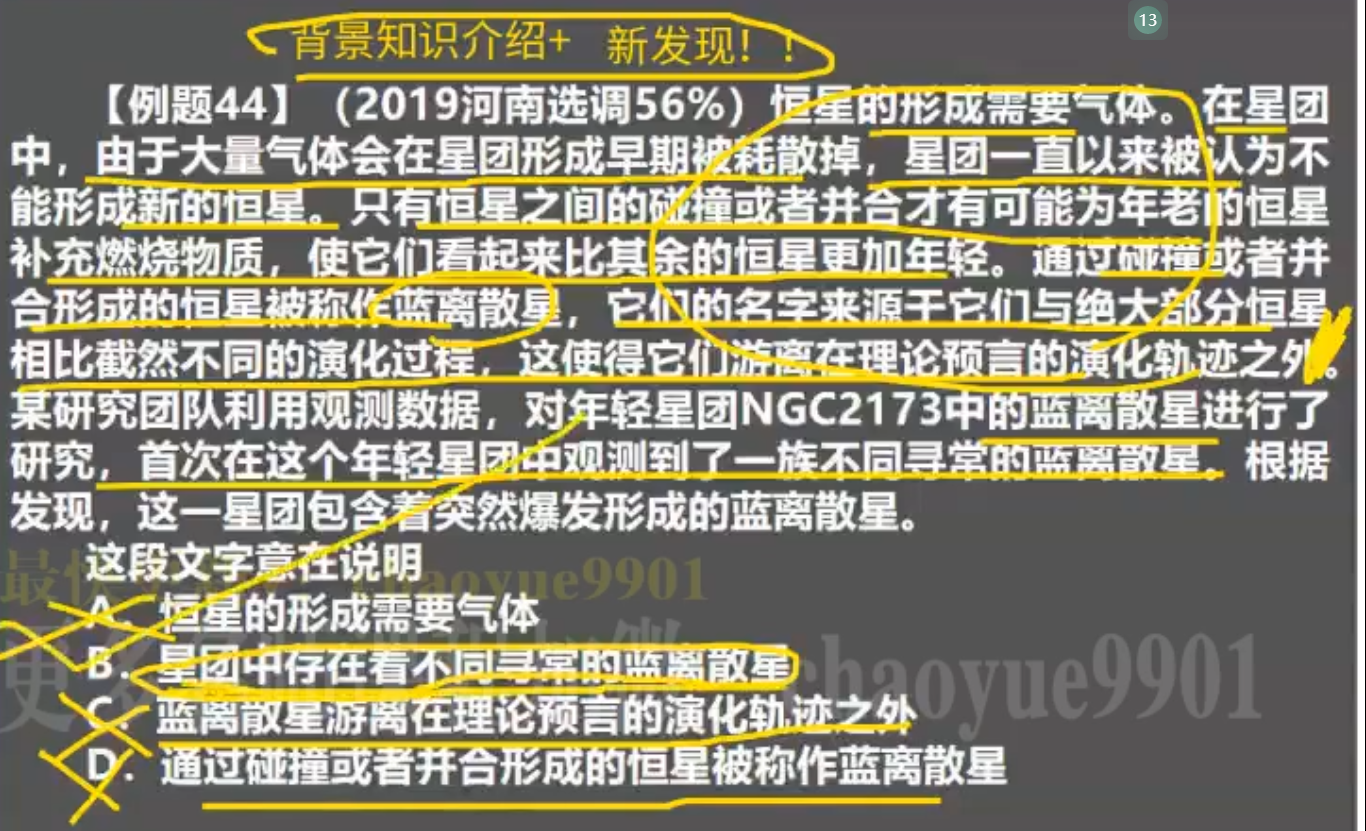 13
背景知识介绍+ 新发现！！
【例题44】（2019河南选调56%）恒星的形成需要气体。在星团
中，由于大量气体会在星团形成早期被耗散掉，星团一直以来被认为不
能形成新的恒星。只有恒星之间的碰撞或者并合才有可能为年老的恒星
补充燃烧物质，使它们看起来比其余的恒星更加年轻。通过碰撞或者并
合形成的恒星被称作蓝离散星，它们的名字来源于它们与绝大部分恒星
相比截然不同的演化过程，这使得它们游离在理论预言的演化轨迹之外。
某研究团队利用观测数据，对年轻星团NGC2173中的蓝离散星进行了
研究，首次在这个年轻星团中观测到了一族不同寻常的蓝离散星。根据
发现，这一星团包含着突然爆发形成的蓝离散星。
这段文字意在说明
最快 chaoyue9901
A．恒星的形成需要气体
B．星团中存在着不同寻常的蓝离散星
更多 chaoyue9901
C．蓝离散星游离在理论预言的演化轨迹之外
D．通过碰撞或者并合形成的恒星被称作蓝离散星